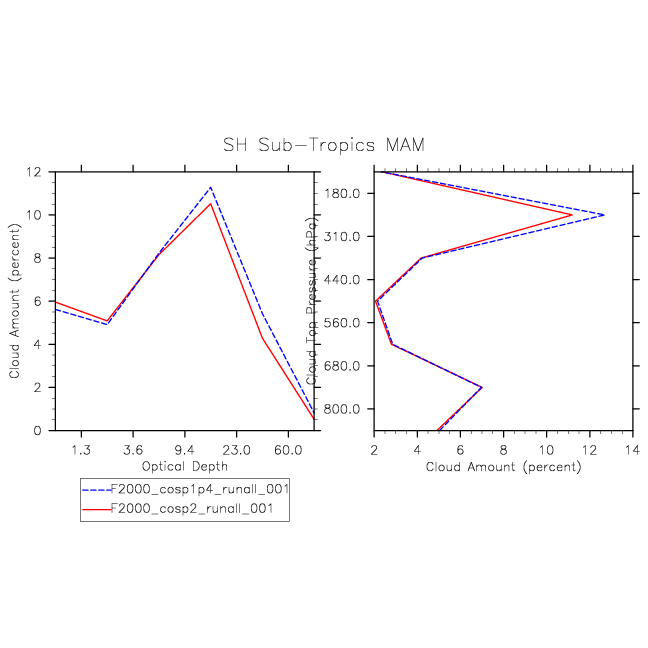 SH Sub-Tropics MAM
Cloud Amount (percent)
12
10
8
6
4
2
0
1.3 3.6 9.4 23.0 60.0
Optical Depth
Cloud Top Pressure (hPa)
180.0
310.0
440.0
560.0
680.0
800.0
2 4 6 8 10 12 14
Cloud Amount (percent)
F2000_cosp1p4_runall_001
F2000_cosp2_runall_001